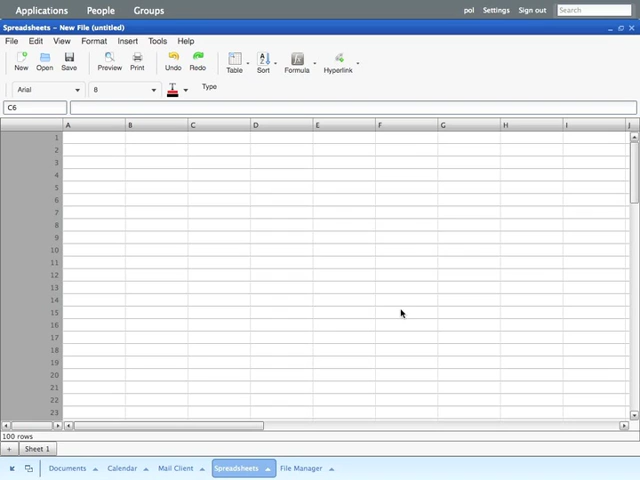 Applications People Groups pol Settings Sign out Search
Spreadsheets - New File (untitled)
File Edit View Format Insert Tools Help
New Open Save Preview Print Undo Redo Table Sort Formula Hyperlink
Arial 8 Type
C6
A B C D E F G H I J
1
2
3
4
5
6
7
8
9
10
11
12
13
14
15
16
17
18
19
20
21
22
23
100 rows
+ Sheet 1
Documents Calendar Mail Client Spreadsheets File Manager